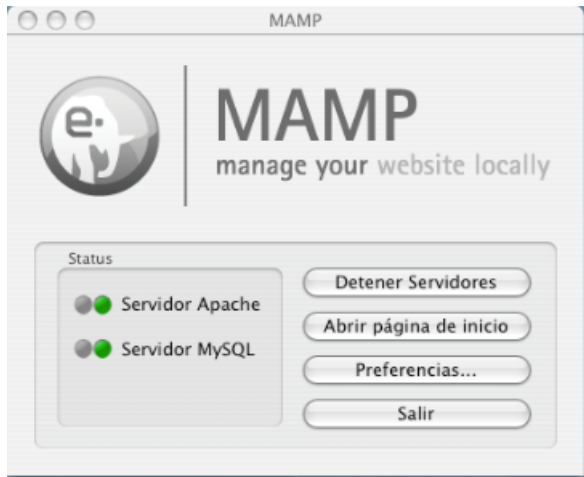 MAMP
e.
MAMP
manage your website locally
Status
Servidor Apache
Servidor MySQL
Detener Servidores
Abrir página de inicio
Preferencias...
Salir